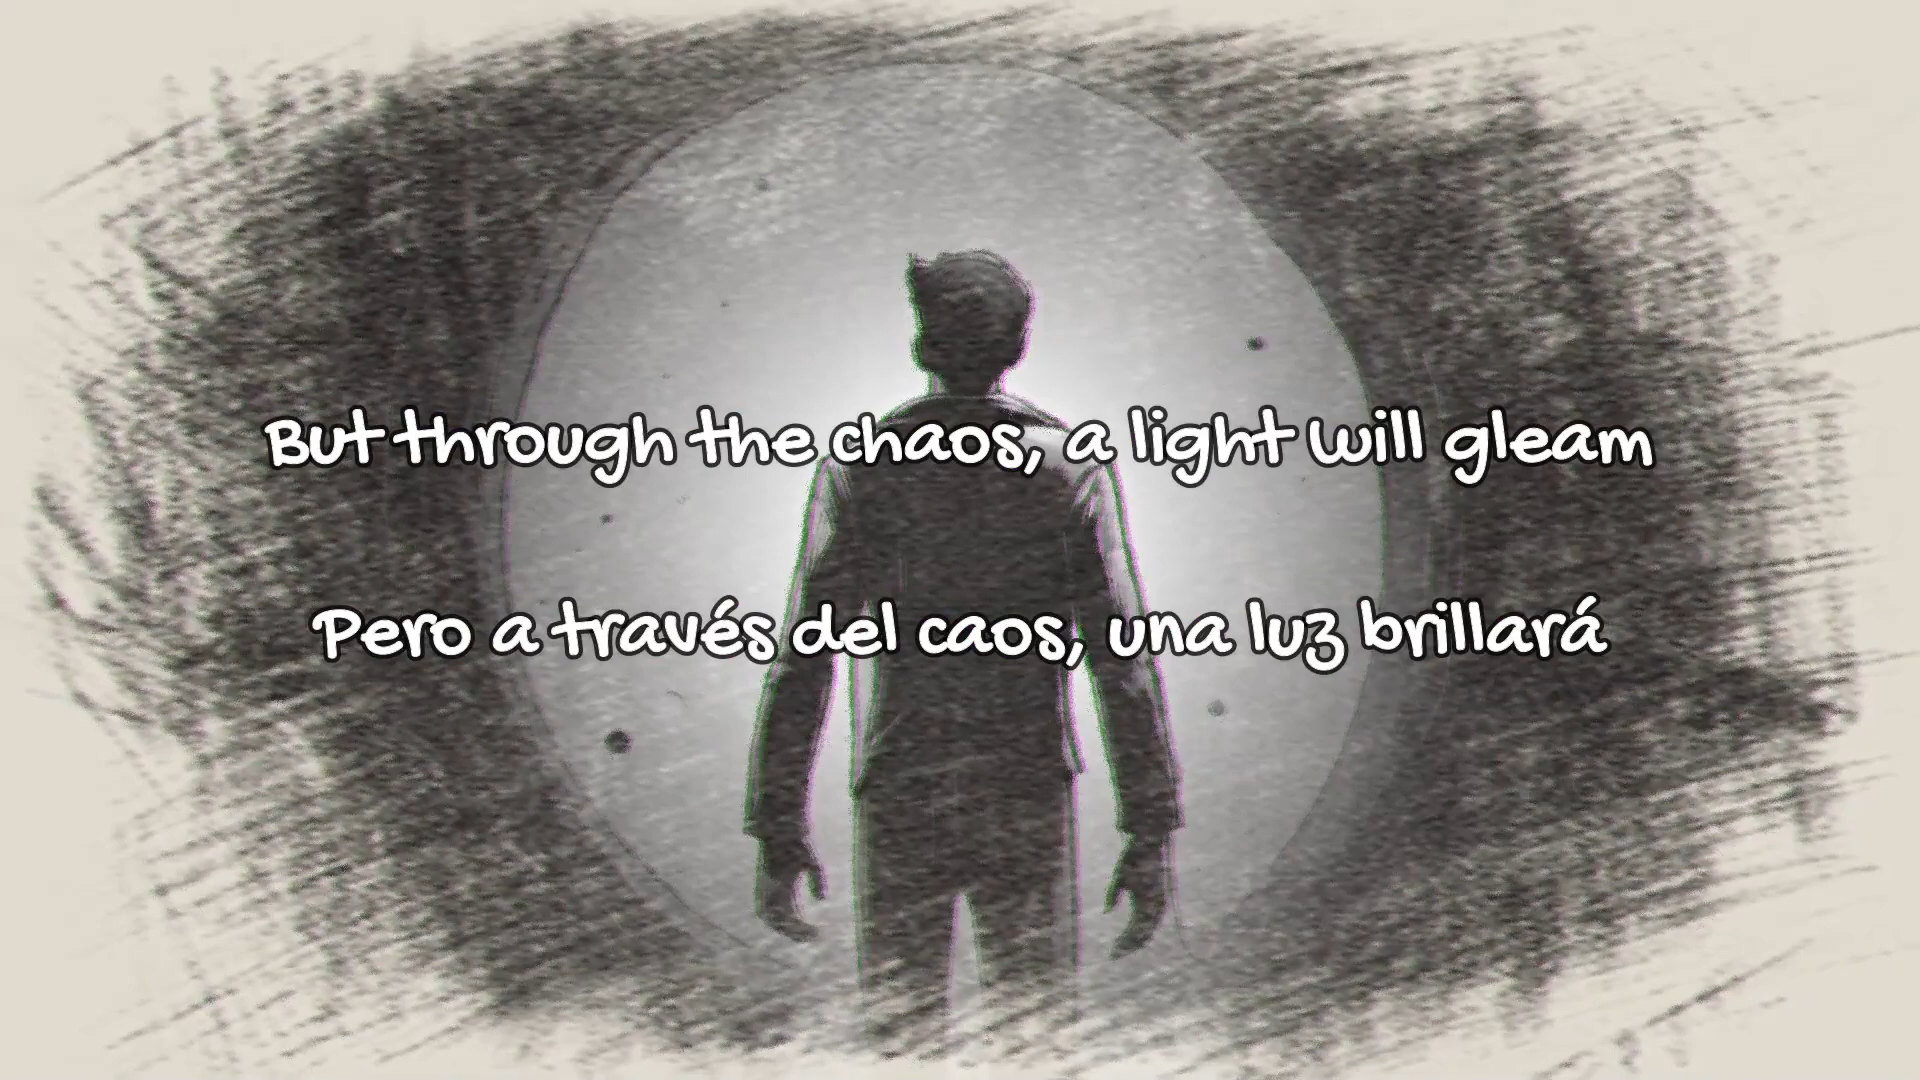 But through the chaos, a light will gleam
Pero a través del caos, una luz brillará